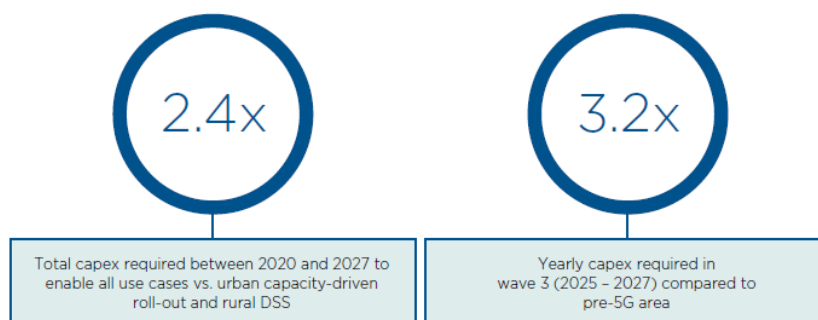 2.4x
3.2x
Total capex required between 2020 and 2027 to
enable all use cases vs. urban capacity-driven
roll-out and rural DSS
Yearly capex required in
wave 3 (2025 – 2027) compared to
pre-5G area